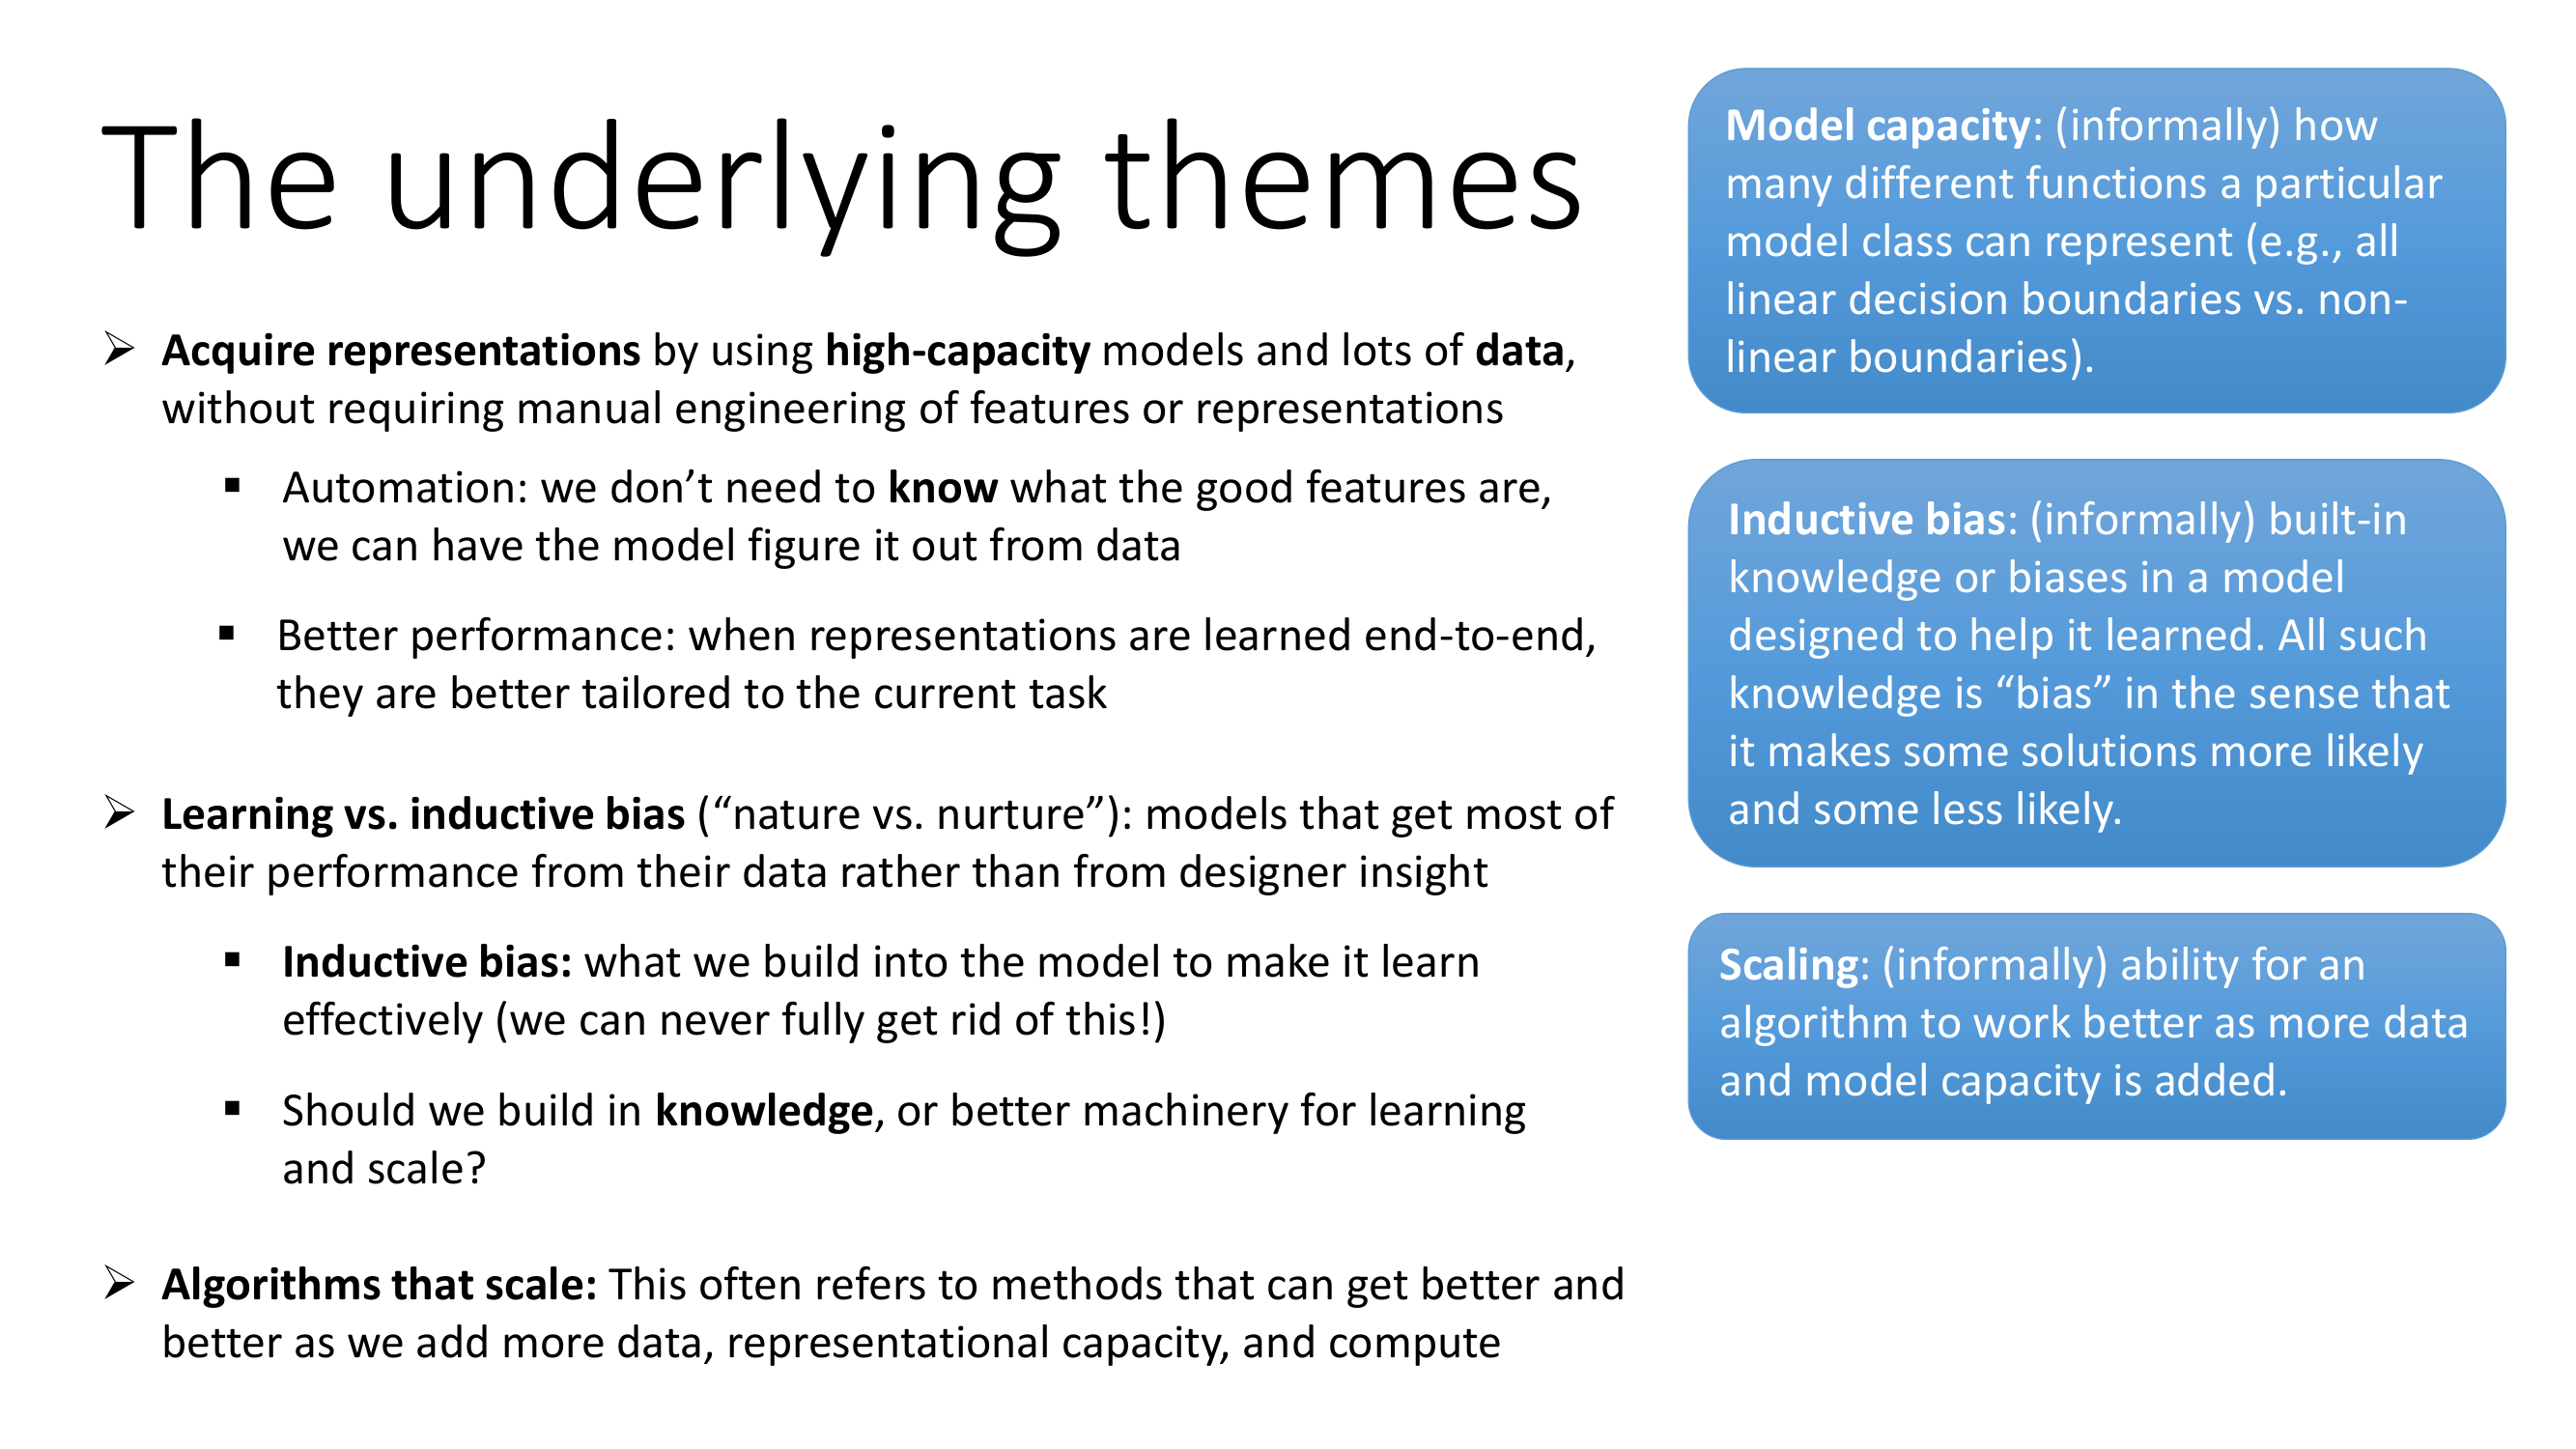 The underlying themes
➢ Acquire representations by using high-capacity models and lots of data,
without requiring manual engineering of features or representations
▪ Automation: we don’t need to know what the good features are,
we can have the model figure it out from data
▪ Better performance: when representations are learned end-to-end,
they are better tailored to the current task
➢ Learning vs. inductive bias (“nature vs. nurture”): models that get most of
their performance from their data rather than from designer insight
▪ Inductive bias: what we build into the model to make it learn
effectively (we can never fully get rid of this!)
▪ Should we build in knowledge, or better machinery for learning
and scale?
➢ Algorithms that scale: This often refers to methods that can get better and
better as we add more data, representational capacity, and compute
Model capacity: (informally) how
many different functions a particular
model class can represent (e.g., all
linear decision boundaries vs. non-
linear boundaries).
Inductive bias: (informally) built-in
knowledge or biases in a model
designed to help it learned. All such
knowledge is “bias” in the sense that
it makes some solutions more likely
and some less likely.
Scaling: (informally) ability for an
algorithm to work better as more data
and model capacity is added.